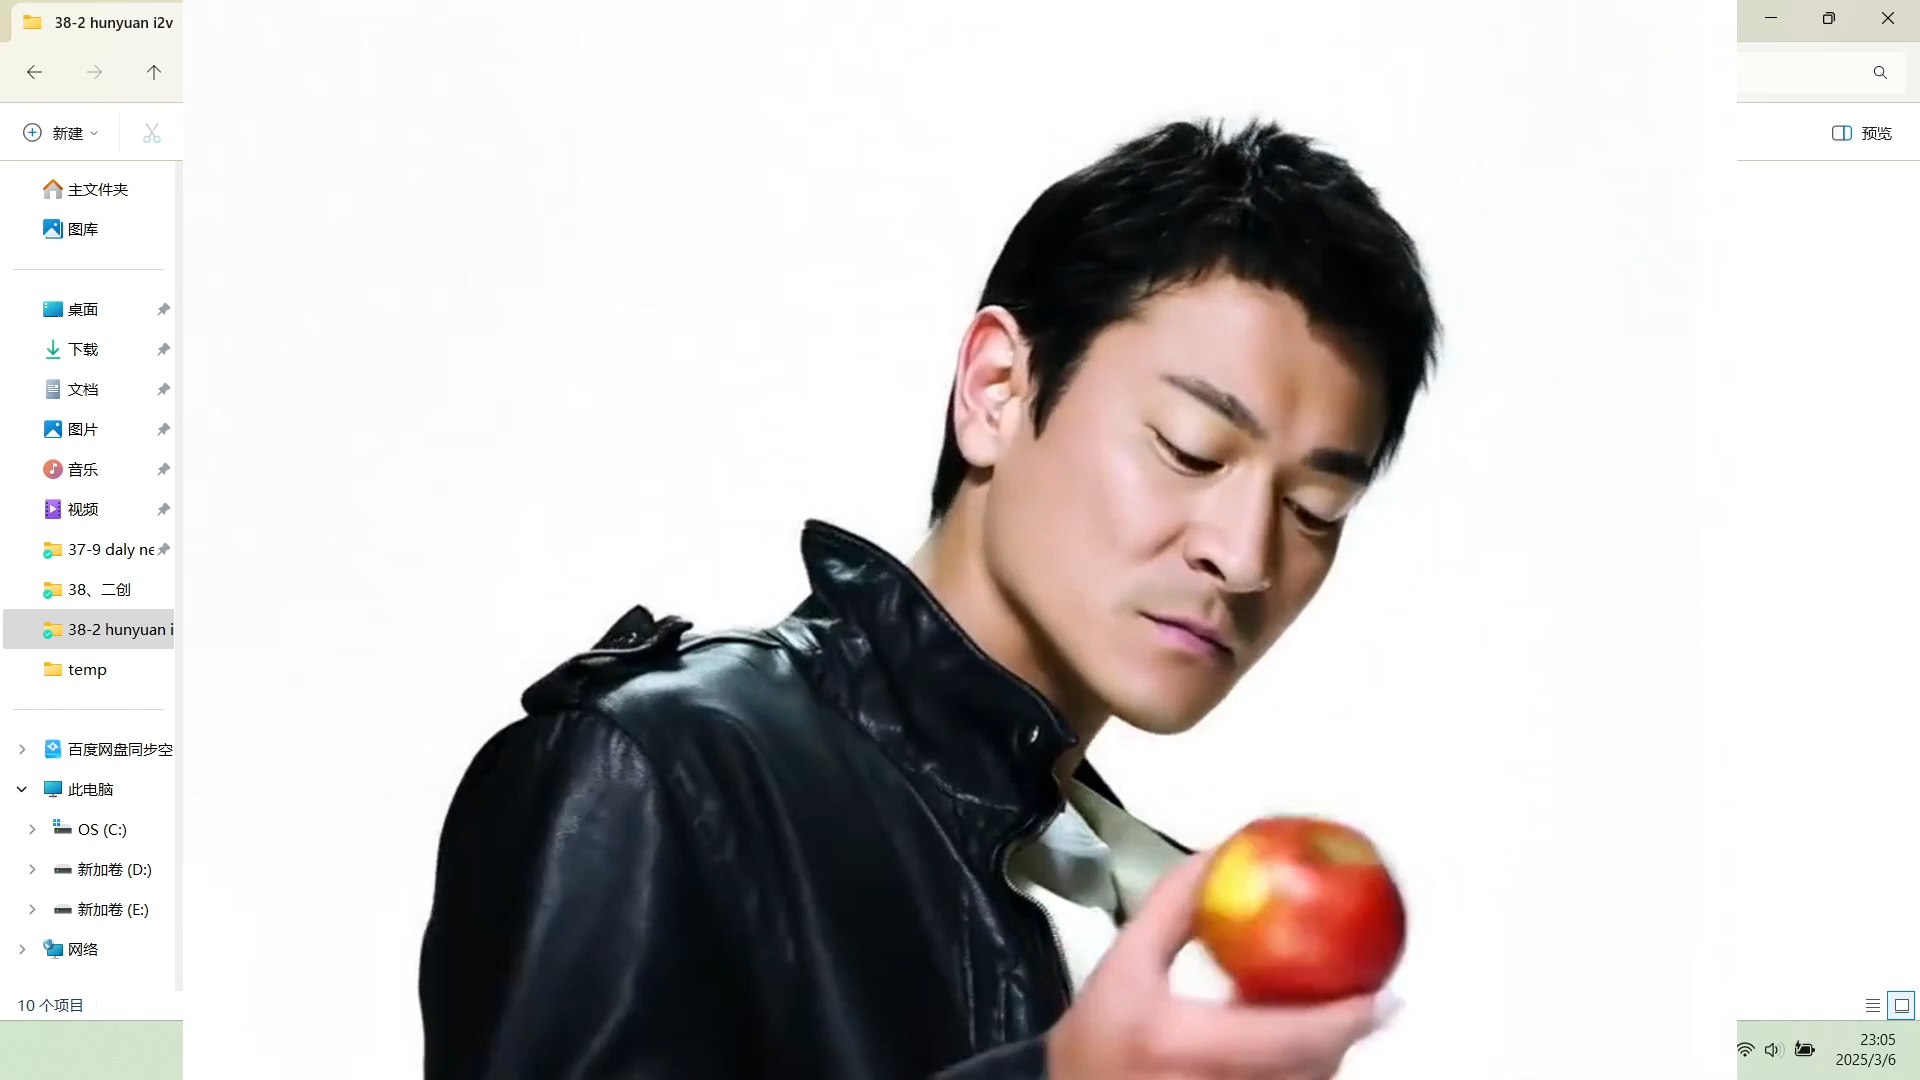 38-2 hunyuan i2v
新建
预览
主文件夹
图库
桌面
下载
文档
图片
音乐
视频
37-9 daly ne
38、二创
38-2 hunyuan i
temp
百度网盘同步空
此电脑
OS (C:)
新加卷 (D:)
新加卷 (E:)
网络
10 个项目
23:05
2025/3/6